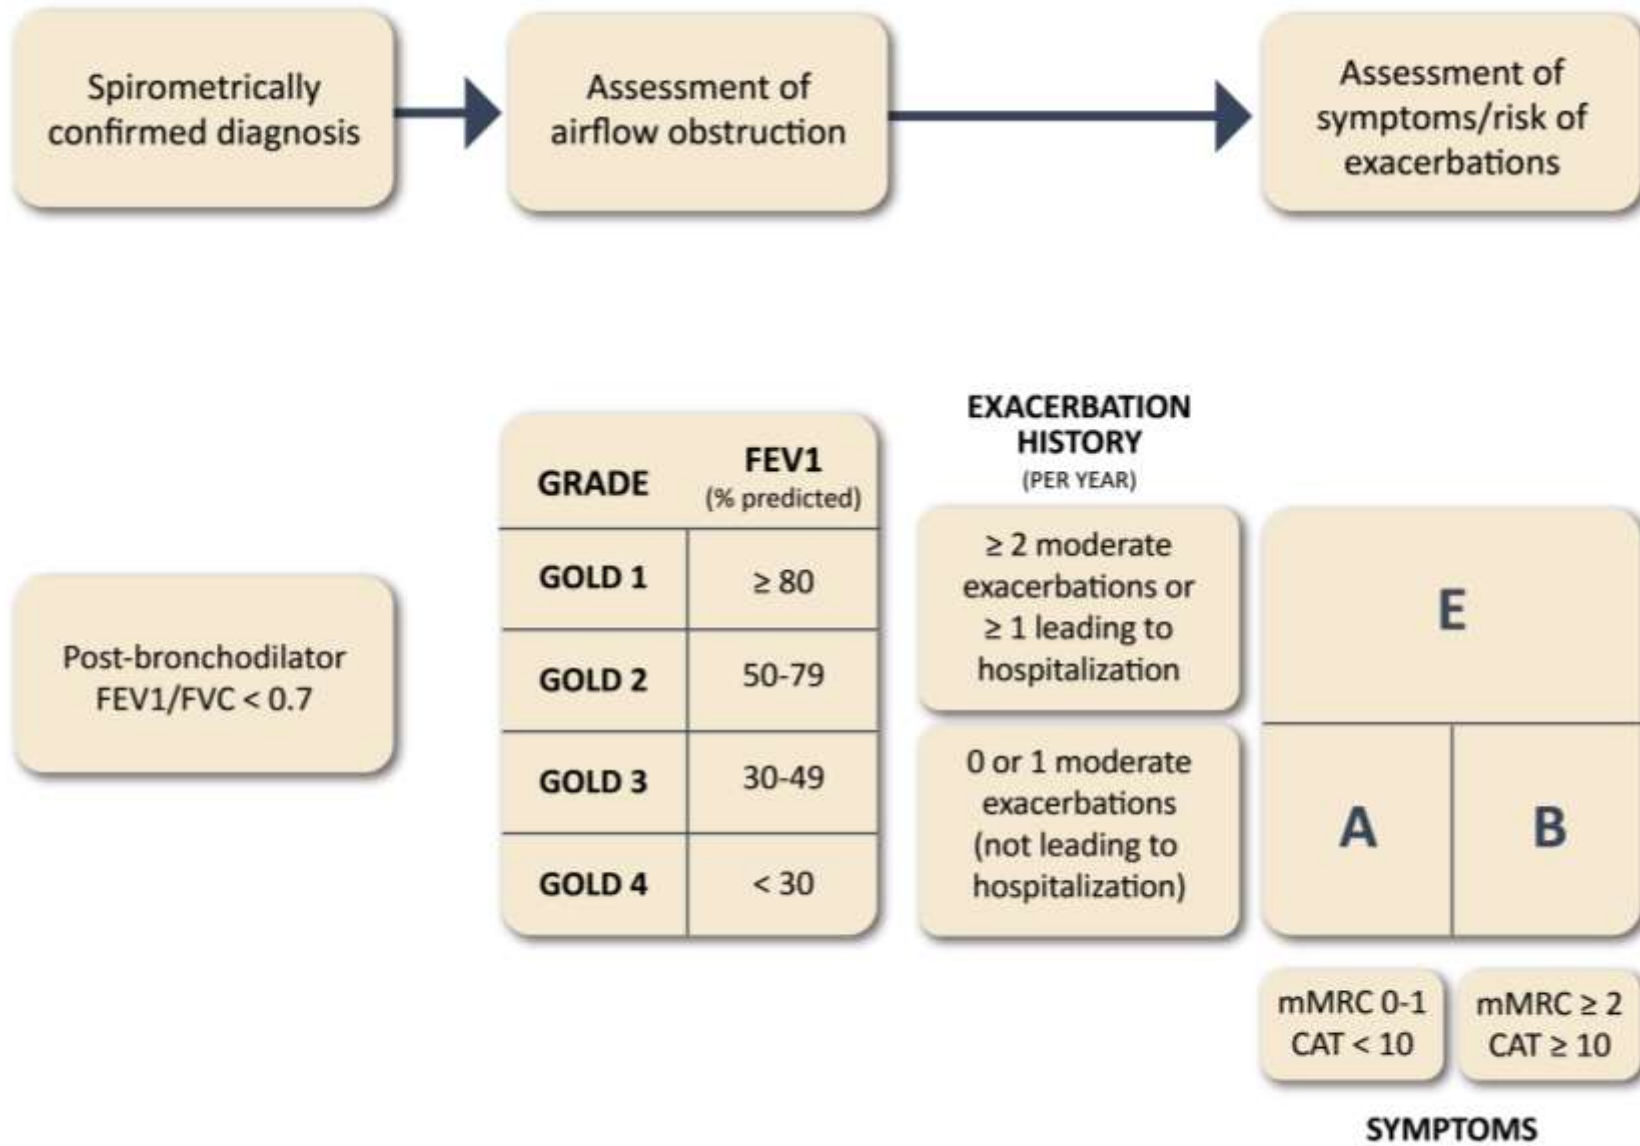 Spirometrically
confirmed diagnosis
Assessment of
airflow obstruction
Assessment of
symptoms/risk of
exacerbations
Post-bronchodilator
FEV1/FVC < 0.7
GRADE
FEV1
(% predicted)
GOLD 1
≥ 80
GOLD 2
50-79
GOLD 3
30-49
GOLD 4
< 30
EXACERBATION
HISTORY
(PER YEAR)
≥ 2 moderate
exacerbations or
≥ 1 leading to
hospitalization
0 or 1 moderate
exacerbations
(not leading to
hospitalization)
E
A
B
mMRC 0-1
CAT < 10
mMRC ≥ 2
CAT ≥ 10
SYMPTOMS